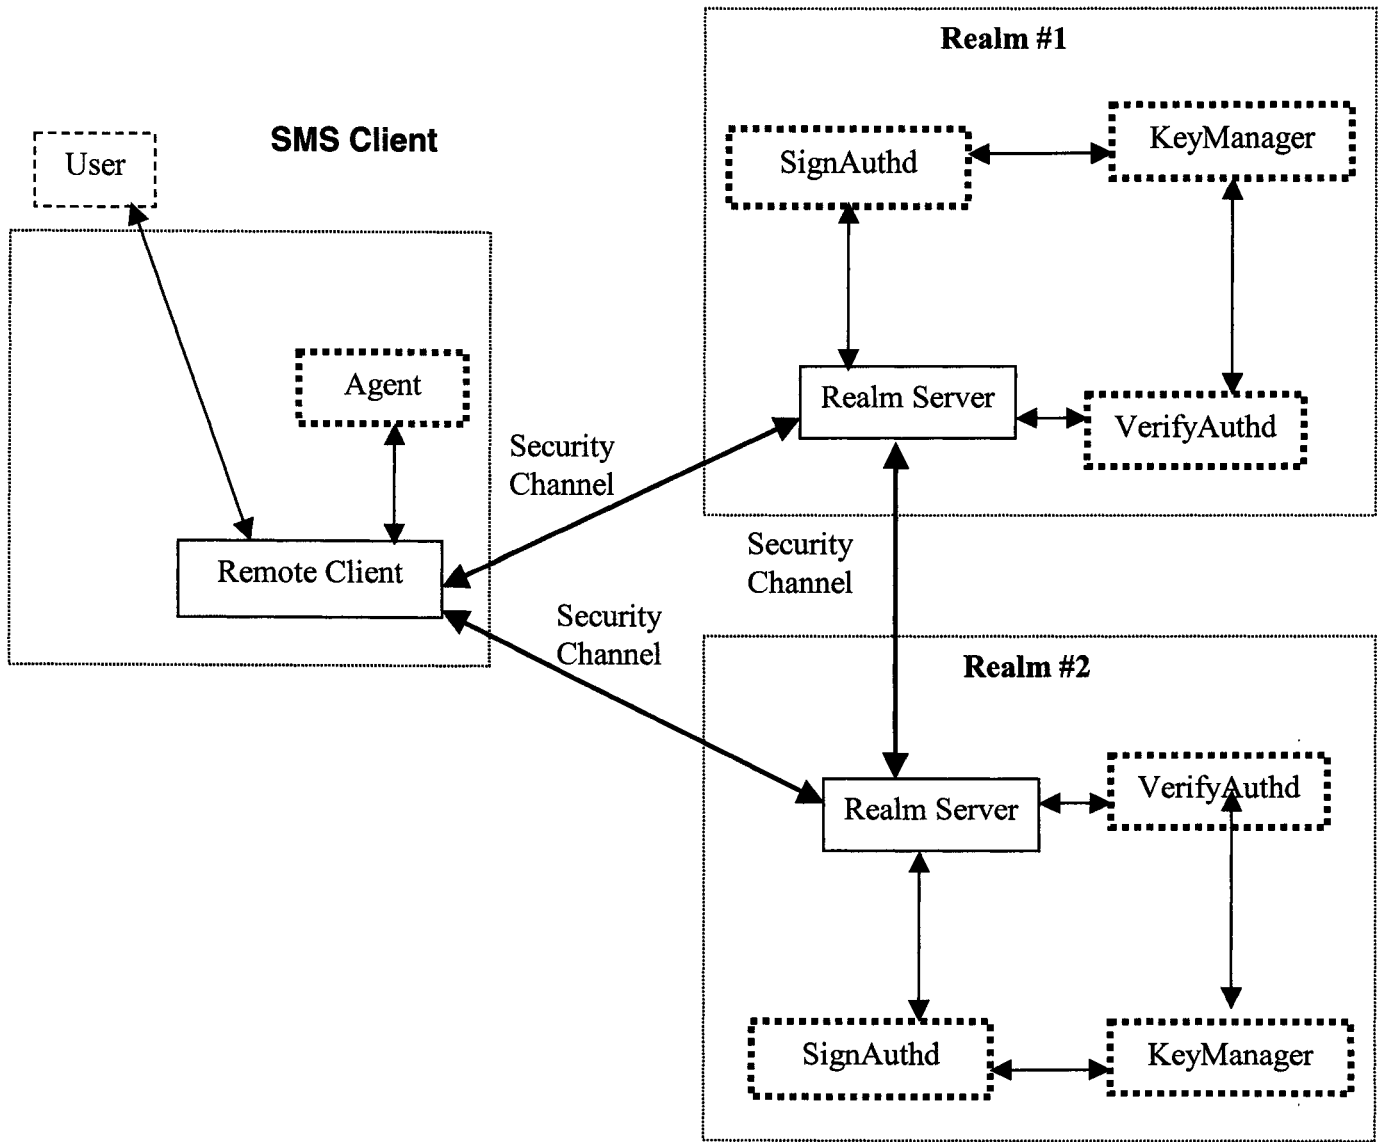 Realm #1
SMS Client
User
SignAuthd
KeyManager
Agent
Realm Server
VerifyAuthd
Security
Channel
Remote Client
Security
Channel
Security
Channel
Realm #2
Realm Server
VerifyAuthd
SignAuthd
KeyManager